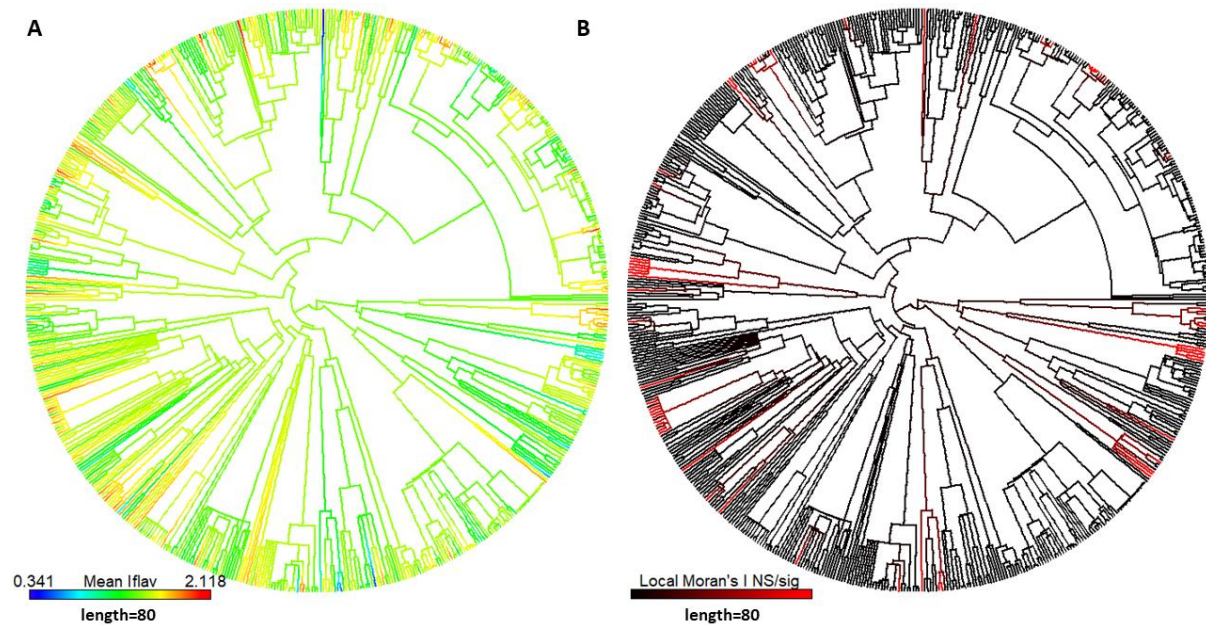 A
B
0.341 Mean Iflav 2.118
length=80
Local Moran's I NS/sig
length=80